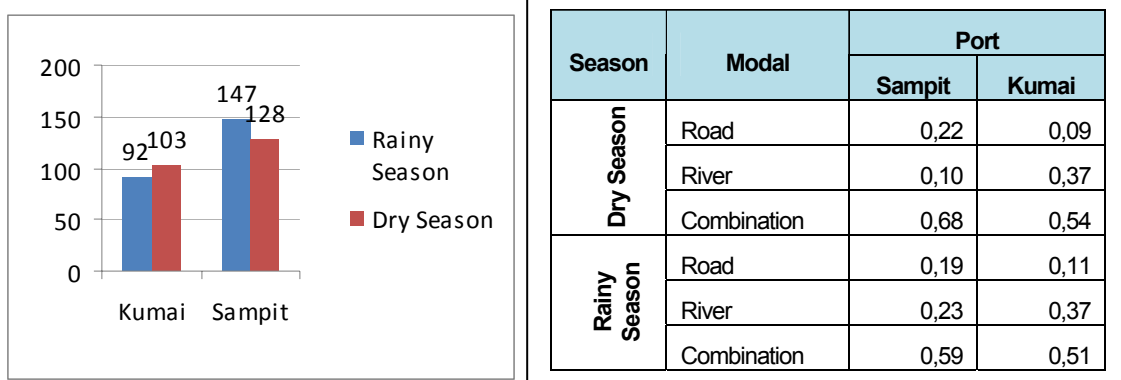 200
150
100
50
0
92
103
147
128
Kumai Sampit
Rainy
Season
Dry Season
Season Modal Port
Sampit Kumai
Dry Season
Road 0,22 0,09
River 0,10 0,37
Combination 0,68 0,54
Rainy
Season
Road 0,19 0,11
River 0,23 0,37
Combination 0,59 0,51